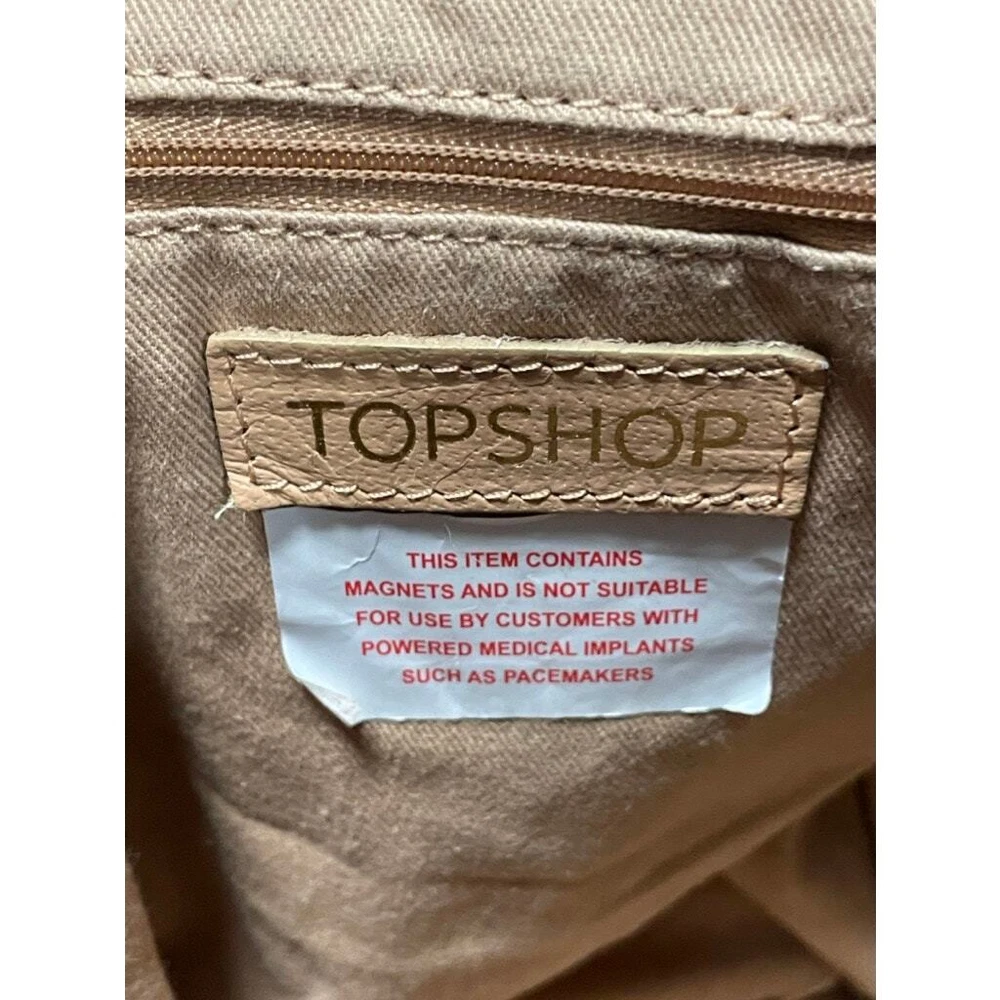 TOPSHOP
THIS ITEM CONTAINS
MAGNETS AND IS NOT SUITABLE
FOR USE BY CUSTOMERS WITH
POWERED MEDICAL IMPLANTS
SUCH AS PACEMAKERS